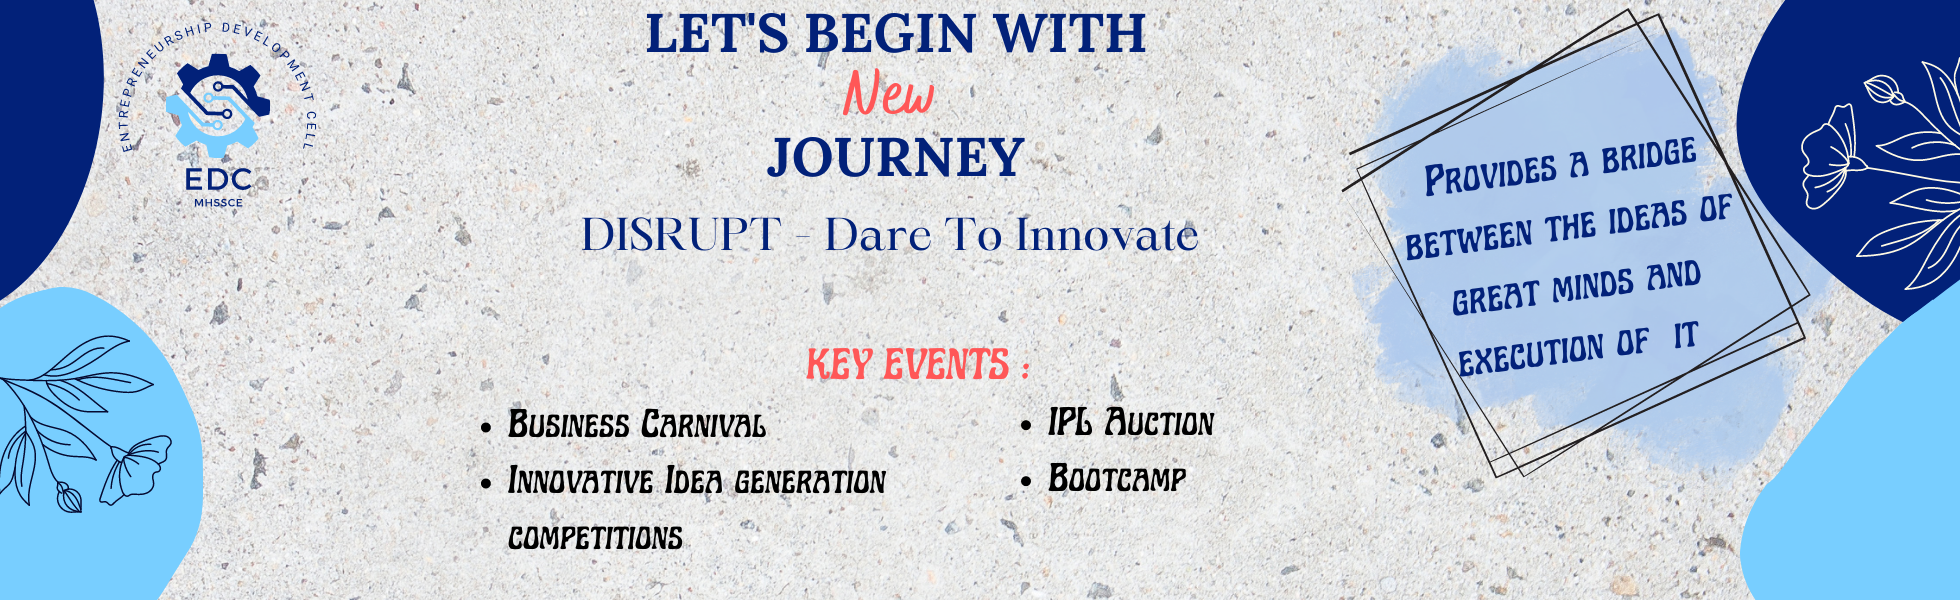 ENTREPRENEURSHIP DEVELOPMENT CELL
EDC
MHSSCE
LET'S BEGIN WITH
New
JOURNEY
DISRUPT - Dare To Innovate
KEY EVENTS :
• Business Carnival
• Innovative Idea generation
competitions
• IPL Auction
• Bootcamp
Provides a bridge
between the ideas of
great minds and
execution of it